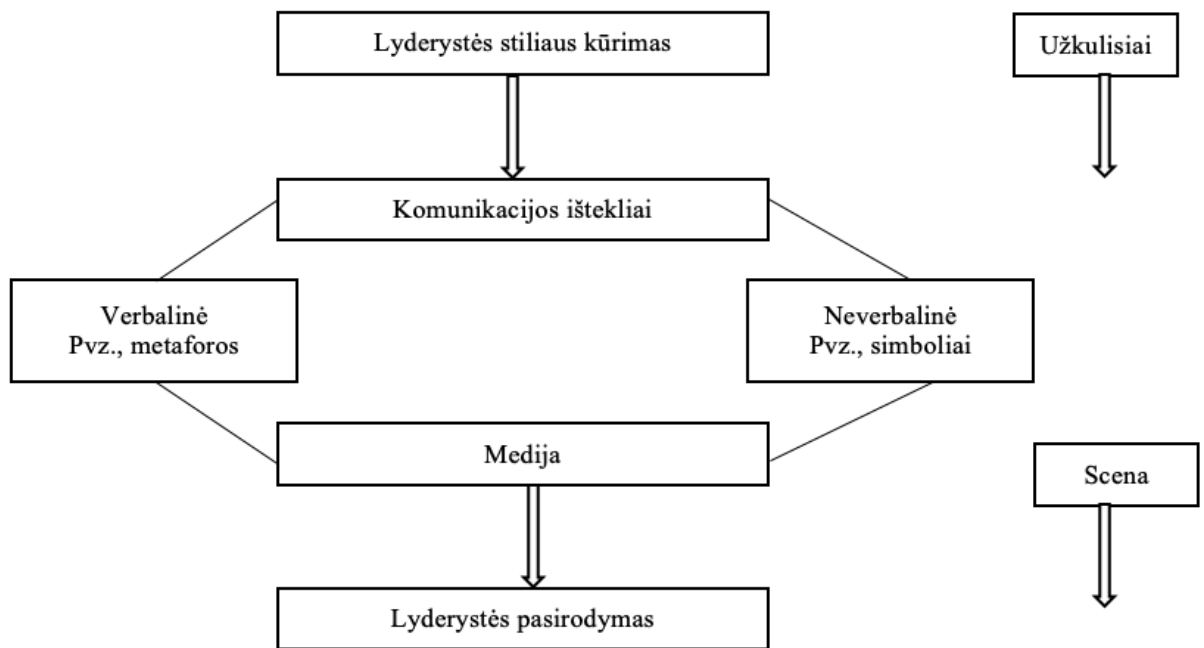 Lyderystės stiliaus kūrimas
Užkulisiai
Komunikacijos ištekliai
Verbalinė
Pvz., metaforos
Neverbalinė
Pvz., simboliai
Medija
Scena
Lyderystės pasirodymas